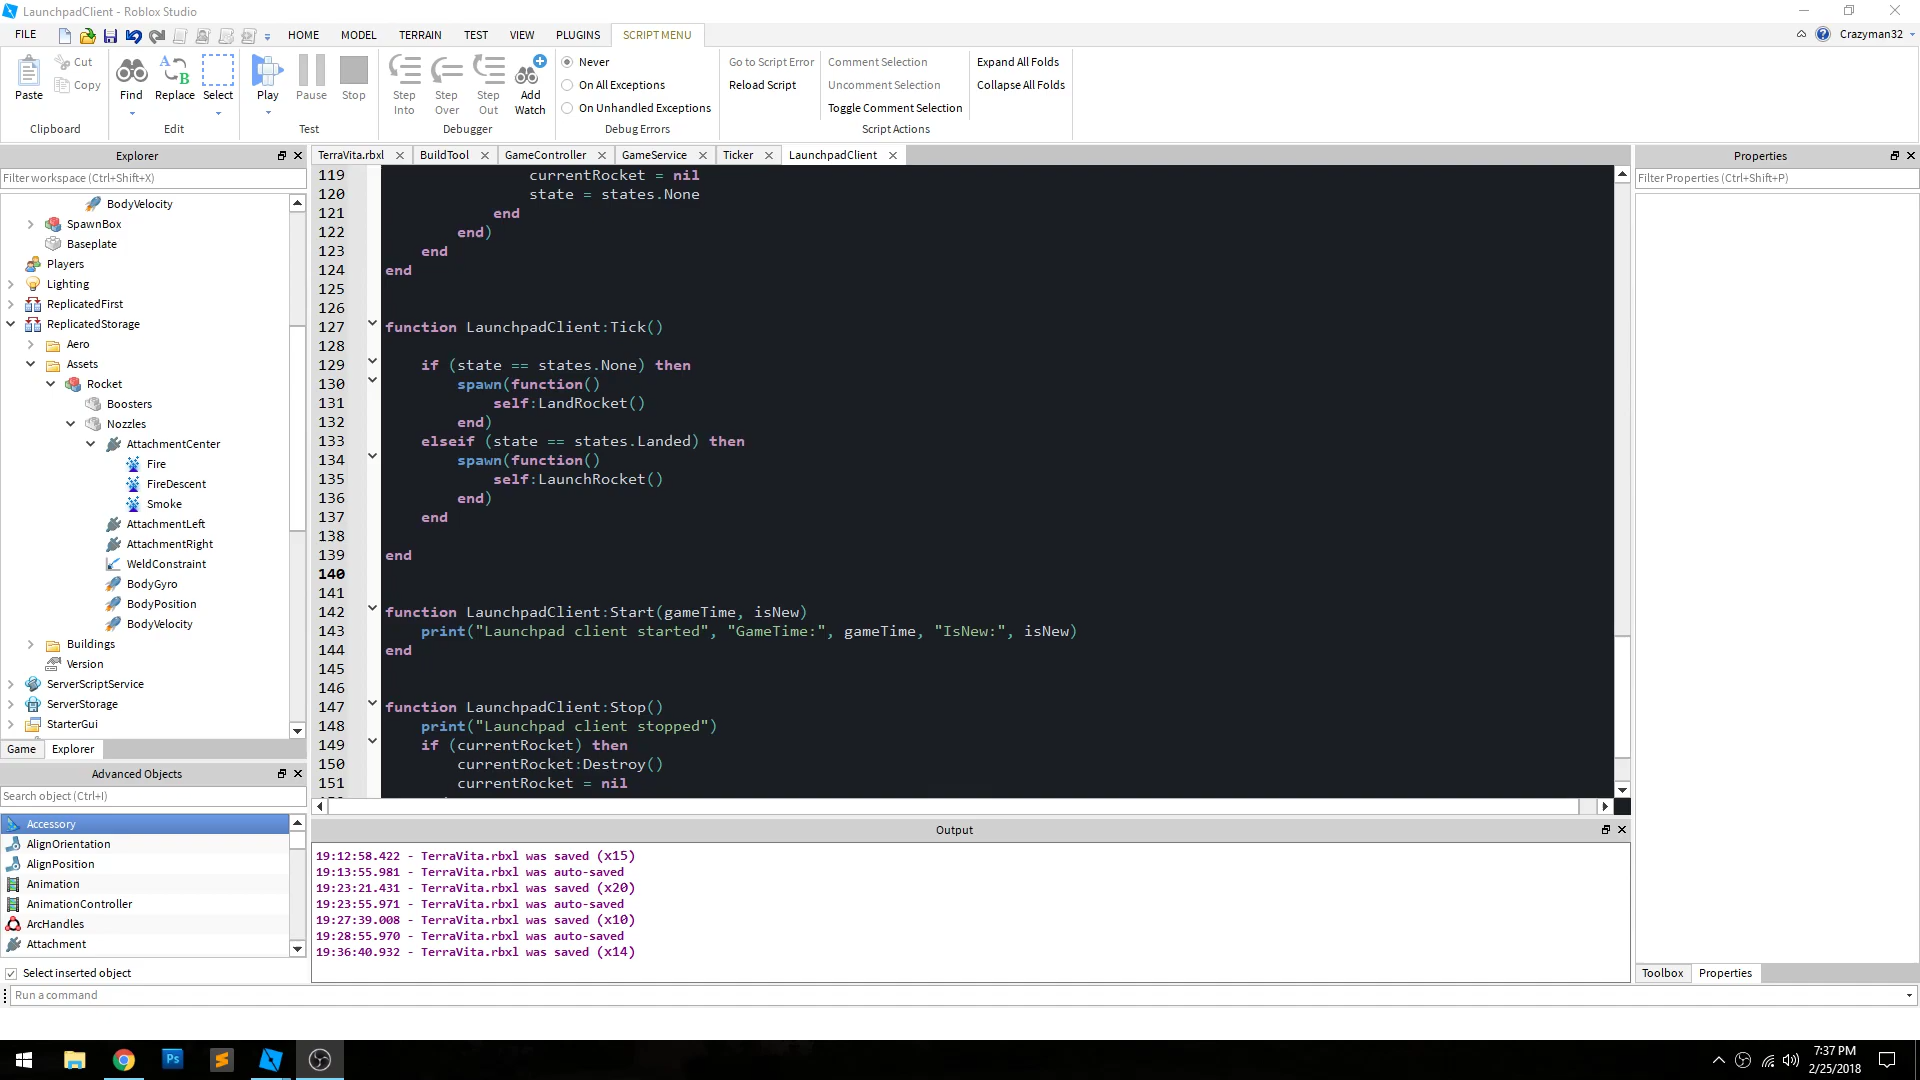 LaunchpadClient - Roblox Studio
FILE HOME MODEL TERRAIN TEST VIEW PLUGINS SCRIPT MENU Crazyman32
Paste Cut Copy Find Replace Select Play Pause Stop Step Into Step Over Step Out Add Watch
Never
On All Exceptions
On Unhandled Exceptions
Go to Script Error
Reload Script
Comment Selection
Uncomment Selection
Toggle Comment Selection
Expand All Folds
Collapse All Folds
Clipboard Edit Test Debugger Debug Errors Script Actions
Explorer
Filter workspace (Ctrl+Shift+X)
BodyVelocity
SpawnBox
Baseplate
Players
Lighting
ReplicatedFirst
ReplicatedStorage
Aero
Assets
Rocket
Boosters
Nozzles
AttachmentCenter
Fire
FireDescent
Smoke
AttachmentLeft
AttachmentRight
WeldConstraint
BodyGyro
BodyPosition
BodyVelocity
Buildings
Version
ServerScriptService
ServerStorage
StarterGui
Game Explorer
Advanced Objects
Search object (Ctrl+I)
Accessory
AlignOrientation
AlignPosition
Animation
AnimationController
ArcHandles
Attachment
Select inserted object
TerraVita.rbxl BuildTool GameController GameService Ticker LaunchpadClient
119 currentRocket = nil
120 state = states.None
121 end
122 end)
123 end
124 end
125
126
127 function LaunchpadClient:Tick()
128
129 if (state == states.None) then
130 spawn(function()
131 self:LandRocket()
132 end)
133 elseif (state == states.Landed) then
134 spawn(function()
135 self:LaunchRocket()
136 end)
137 end
138
139 end
140
141
142 function LaunchpadClient:Start(gameTime, isNew)
143 print("Launchpad client started", "GameTime:", gameTime, "IsNew:", isNew)
144 end
145
146
147 function LaunchpadClient:Stop()
148 print("Launchpad client stopped")
149 if (currentRocket) then
150 currentRocket:Destroy()
151 currentRocket = nil
Output
19:12:58.422 - TerraVita.rbxl was saved (x15)
19:13:55.981 - TerraVita.rbxl was auto-saved
19:23:21.431 - TerraVita.rbxl was saved (x20)
19:23:55.971 - TerraVita.rbxl was auto-saved
19:27:39.008 - TerraVita.rbxl was saved (x10)
19:28:55.970 - TerraVita.rbxl was auto-saved
19:36:40.932 - TerraVita.rbxl was saved (x14)
Properties
Filter Properties (Ctrl+Shift+P)
Toolbox Properties
Run a command
Ps
7:37 PM
2/25/2018